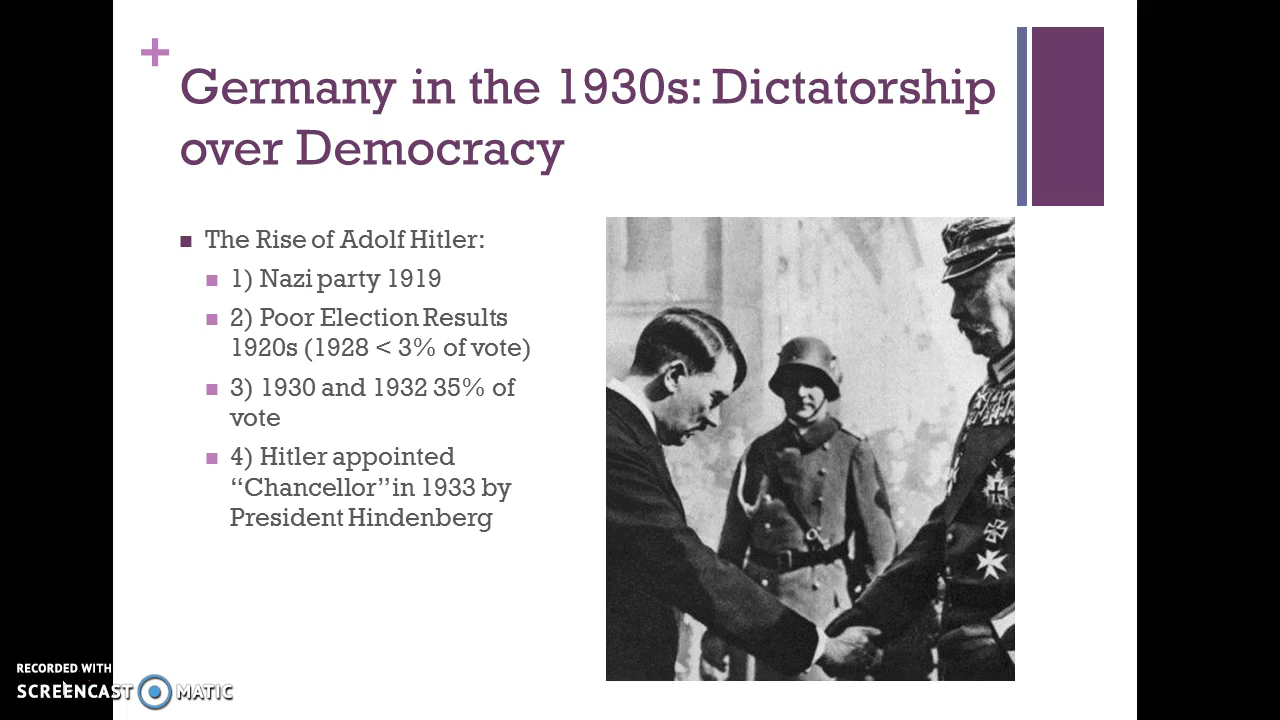 +
Germany in the 1930s: Dictatorship
over Democracy
The Rise of Adolf Hitler:
1) Nazi party 1919
2) Poor Election Results
1920s (1928 < 3% of vote)
3) 1930 and 1932 35% of
vote
4) Hitler appointed
“Chancellor” in 1933 by
President Hindenberg
RECORDED WITH
SCREENCAST MATIC